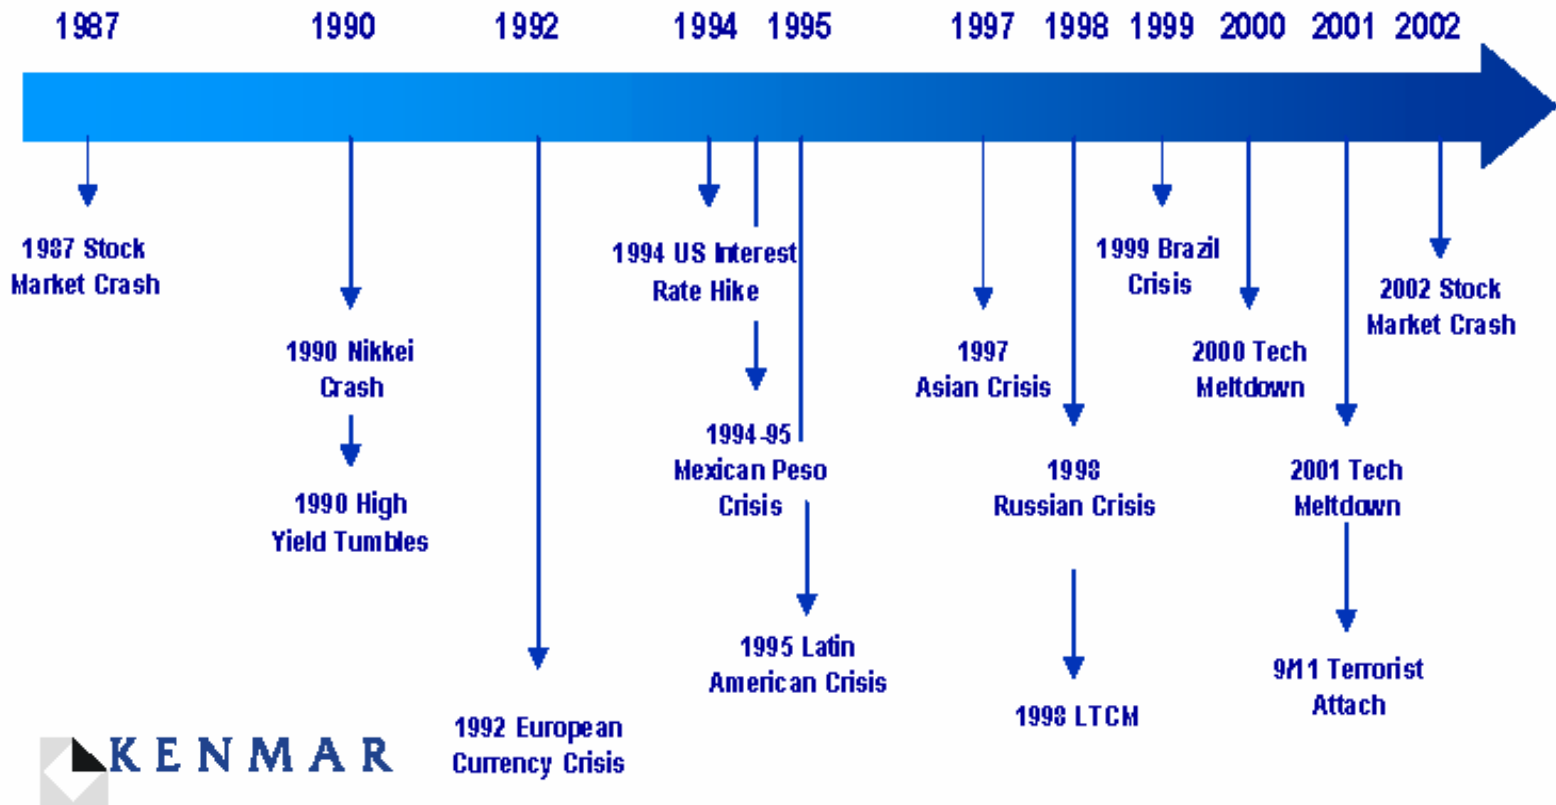 1987 1990 1992 1994 1995 1997 1998 1999 2000 2001 2002
1987 Stock
Market Crash
1990 Nikkei
Crash
1990 High
Yield Tumbles
1992 European
Currency Crisis
1994 US Interest
Rate Hike
1994-95
Mexican Peso
Crisis
1995 Latin
American Crisis
1997
Asian Crisis
1998
Russian Crisis
1998 LTCM
1999 Brazil
Crisis
2000 Tech
Meltdown
2001 Tech
Meltdown
9/11 Terrorist
Attach
2002 Stock
Market Crash
KENMAR